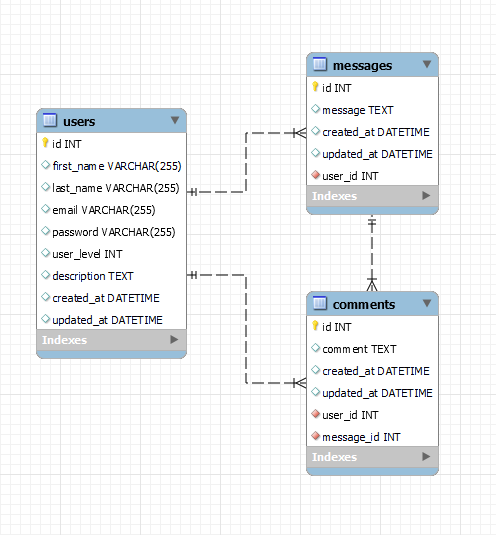 users
id INT
first_name VARCHAR(255)
last_name VARCHAR(255)
email VARCHAR(255)
password VARCHAR(255)
user_level INT
description TEXT
created_at DATETIME
updated_at DATETIME
Indexes
messages
id INT
message TEXT
created_at DATETIME
updated_at DATETIME
user_id INT
Indexes
comments
id INT
comment TEXT
created_at DATETIME
updated_at DATETIME
user_id INT
message_id INT
Indexes